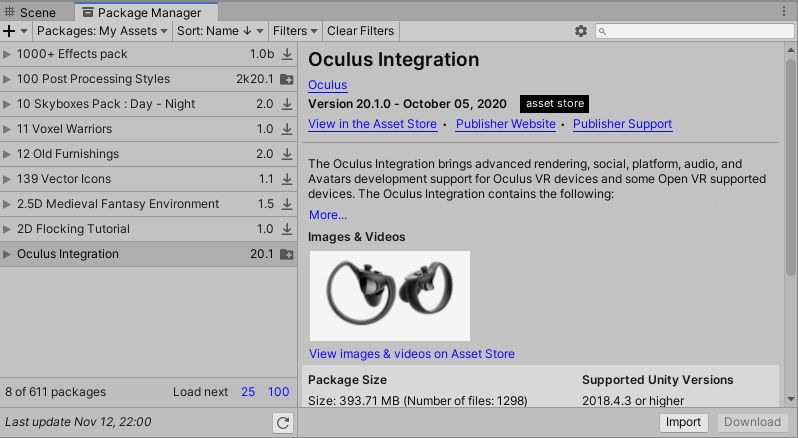 Scene
Package Manager
+ Packages: My Assets Sort: Name ↓ Filters Clear Filters
1000+ Effects pack 1.0b
100 Post Processing Styles 2k20.1
10 Skyboxes Pack : Day - Night 2.0
11 Voxel Warriors 1.0
12 Old Furnishings 2.0
139 Vector Icons 1.1
2.5D Medieval Fantasy Environment 1.5
2D Flocking Tutorial 1.0
Oculus Integration 20.1
8 of 611 packages Load next 25 100
Last update Nov 12, 22:00
Oculus Integration
Oculus
Version 20.1.0 - October 05, 2020 asset store
View in the Asset Store • Publisher Website • Publisher Support
The Oculus Integration brings advanced rendering, social, platform, audio, and
Avatars development support for Oculus VR devices and some Open VR supported
devices. The Oculus Integration contains the following:
More...
Images & Videos
View images & videos on Asset Store
Package Size
Size: 393.71 MB (Number of files: 1298)
Supported Unity Versions
2018.4.3 or higher
Import Download